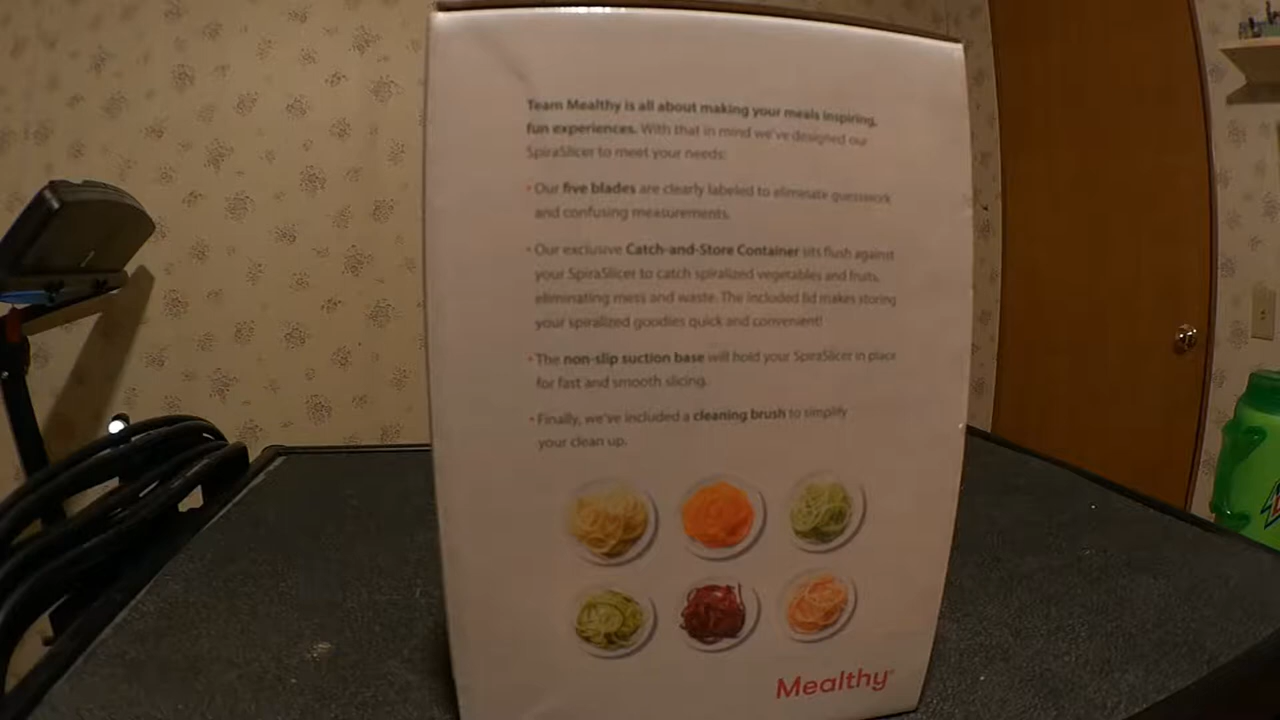 Team Mealthy is all about making your meals inspiring,
fun experiences. With that in mind we've designed our
SpiraSlicer to meet your needs:
• Our five blades are clearly labeled to eliminate guesswork
and confusing measurements.
• Our exclusive Catch-and-Store Container sits flush against
your SpiraSlicer to catch spiralized vegetables and fruits,
eliminating mess and waste. The included lid makes storing
your spiralized goodies quick and convenient!
• The non-slip suction base will hold your SpiraSlicer in place
for fast and smooth slicing.
• Finally, we've included a cleaning brush to simplify
your clean up.
Mealthy®